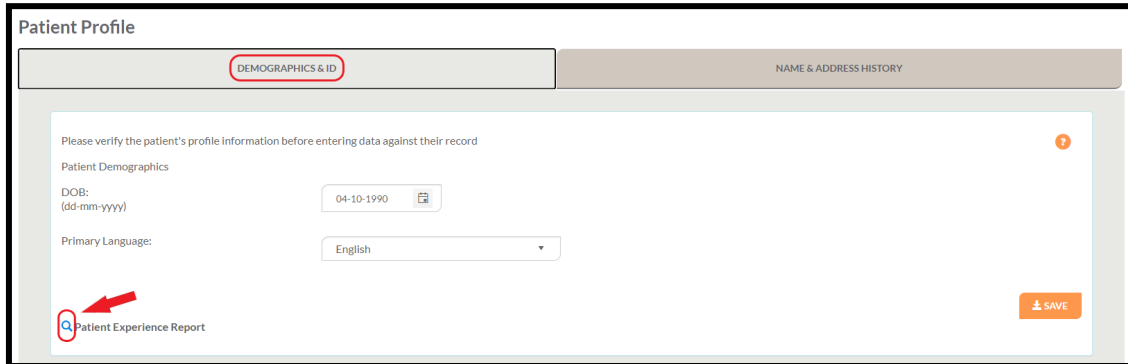 Patient Profile
DEMOGRAPHICS & ID
NAME & ADDRESS HISTORY
Please verify the patient's profile information before entering data against their record
?
Patient Demographics
DOB:
(dd-mm-yyyy)
04-10-1990
Primary Language:
English
SAVE
Patient Experience Report